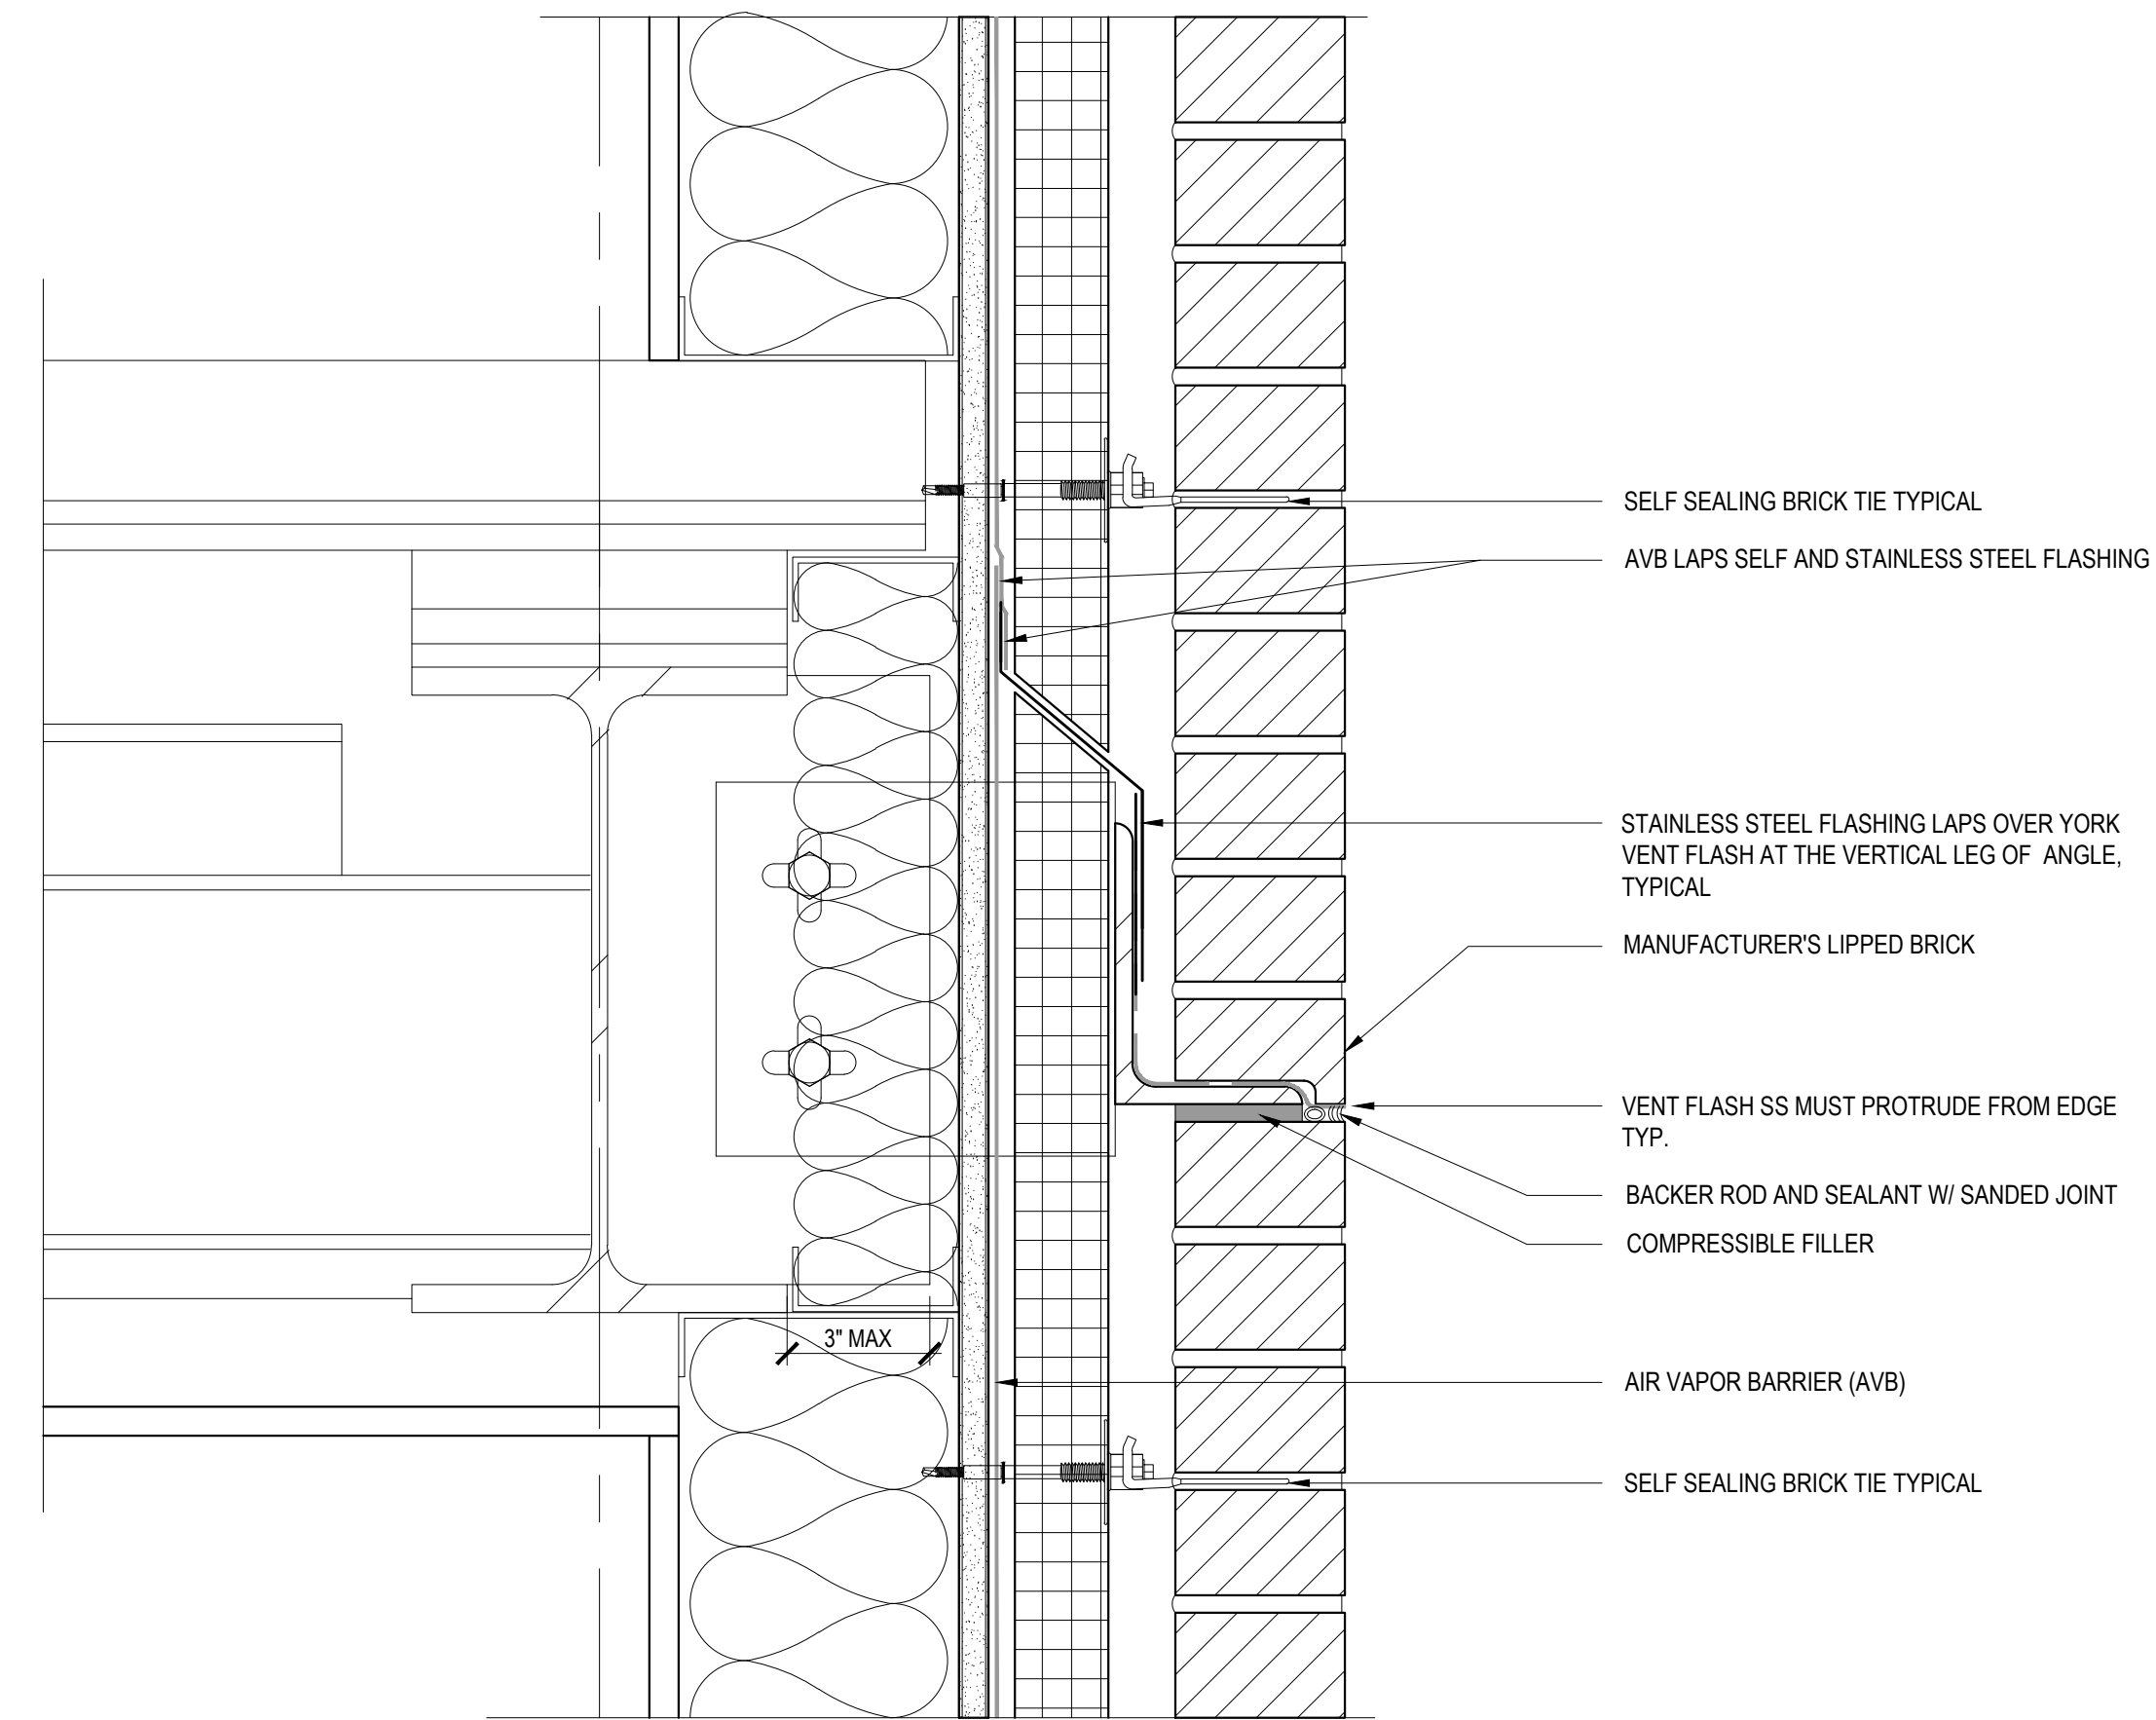 SELF SEALING BRICK TIE TYPICAL
AVB LAPS SELF AND STAINLESS STEEL FLASHING
STAINLESS STEEL FLASHING LAPS OVER YORK
VENT FLASH AT THE VERTICAL LEG OF ANGLE,
TYPICAL
MANUFACTURER'S LIPPED BRICK
VENT FLASH SS MUST PROTRUDE FROM EDGE
TYP.
BACKER ROD AND SEALANT W/ SANDED JOINT
COMPRESSIBLE FILLER
3" MAX
AIR VAPOR BARRIER (AVB)
SELF SEALING BRICK TIE TYPICAL